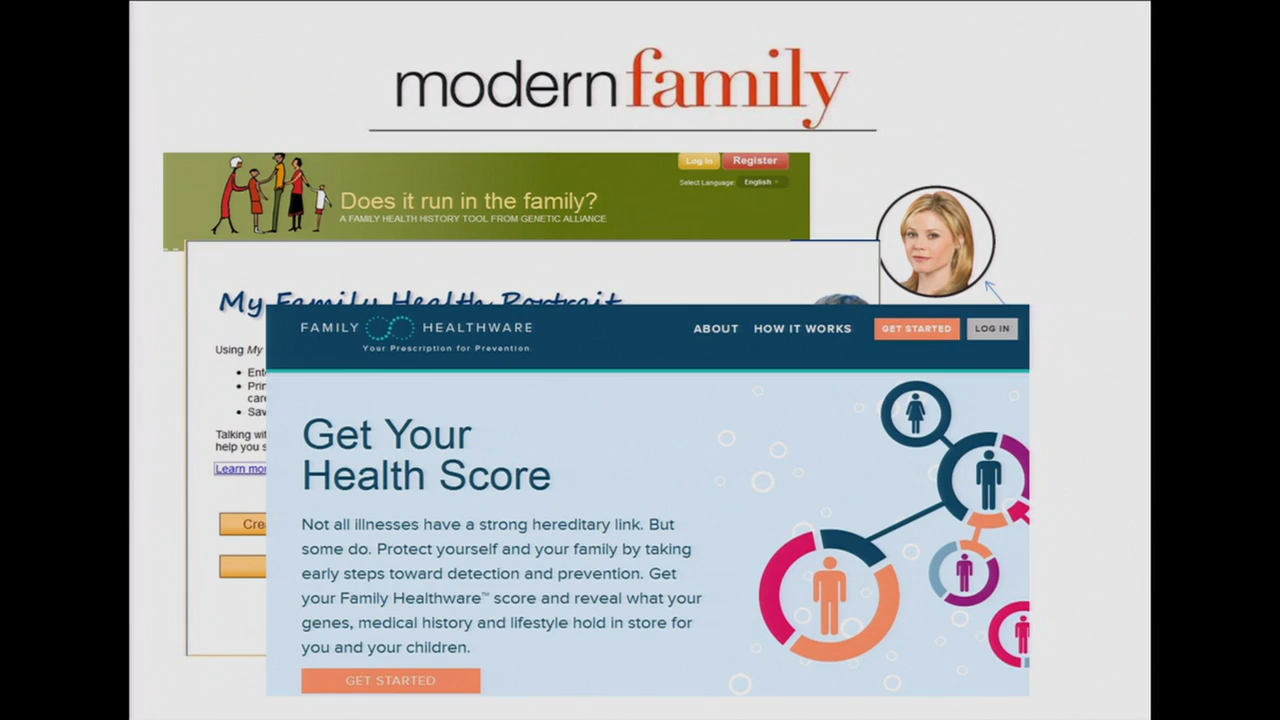 modernfamily
Log In
Register
Select Language: English
Does it run in the family?
A FAMILY HEALTH HISTORY TOOL FROM GENETIC ALLIANCE
My Family Health Portrait
Using My
Learn
FAMILY HEALTHWARE
Your Prescription for Prevention
ABOUT
HOW IT WORKS
GET STARTED
LOG IN
Get Your
Health Score
Not all illnesses have a strong hereditary link. But
some do. Protect yourself and your family by taking
early steps toward detection and prevention. Get
your Family Healthware™ score and reveal what your
genes, medical history and lifestyle hold in store for
you and your children.
GET STARTED
Talking
help you